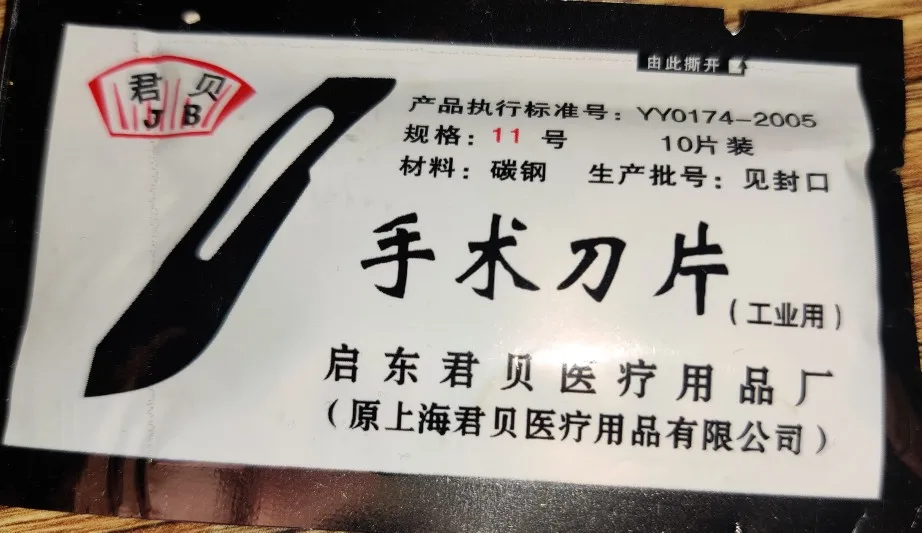 君贝
JB
由此撕开
产品执行标准号：YY0174-2005
规格：11 号 10片装
材料：碳钢 生产批号：见封口
手术刀片
（工业用）
启东君贝医疗用品厂
（原上海君贝医疗用品有限公司）